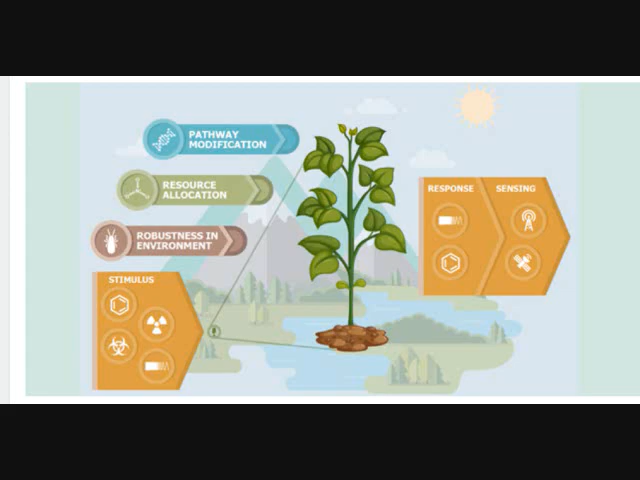 PATHWAY
MODIFICATION
RESOURCE
ALLOCATION
ROBUSTNESS IN
ENVIRONMENT
STIMULUS
RESPONSE
SENSING